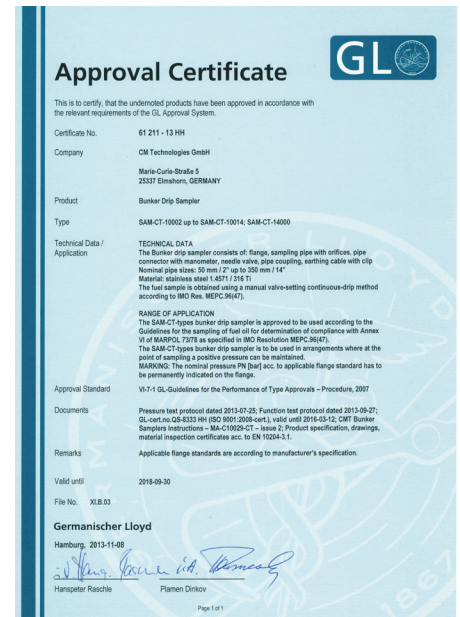 GL
Approval Certificate
This is to certify, that the undernoted products have been approved in accordance with
the relevant requirements of the GL Approval System.
Certificate No. 61 211 - 13 HH
Company CM Technologies GmbH
Marie-Curie-Straße 5
25337 Elmshorn, GERMANY
Product Bunker Drip Sampler
Type SAM-CT-10002 up to SAM-CT-10014; SAM-CT-14000
Technical Data / TECHNICAL DATA
Application The Bunker drip sampler consists of: flange, sampling pipe with orifices, pipe
connector with manometer, needle valve, pipe coupling, earthing cable with clip
Nominal pipe sizes: 50 mm / 2" up to 350 mm / 14"
Material: stainless steel 1.4571 / 316 Ti
The fuel sample is obtained using a manual valve-setting continuous-drip method
according to IMO Res. MEPC.96(47).
RANGE OF APPLICATION
The SAM-CT-types bunker drip sampler is approved to be used according to the
Guidelines for the sampling of fuel oil for determination of compliance with Annex
VI of MARPOL 73/78 as specified in IMO Resolution MEPC.96(47).
The SAM-CT-types bunker drip sampler is to be used in arrangements where at the
point of sampling a positive pressure can be maintained.
MARKING: The nominal pressure PN [bar] acc. to applicable flange standard has to
be permanently indicated on the flange.
Approval Standard VI-7-1 GL-Guidelines for the Performance of Type Approvals – Procedure, 2007
Documents Pressure test protocol dated 2013-07-25; Function test protocol dated 2013-09-27;
GL-cert.no.QS-8333 HH (ISO 9001:2008-cert.), valid until 2016-03-12; CMT Bunker
Samplers Instructions – MA-C10029-CT – issue 2; Product specification, drawings,
material inspection certificates acc. to EN 10204-3.1.
Remarks Applicable flange standards are according to manufacturer's specification.
Valid until 2018-09-30
File No. XI.B.03
Germanischer Lloyd
Hamburg, 2013-11-08
Hanspeter Raschle Plamen Dinkov
Page 1 of 1
1867